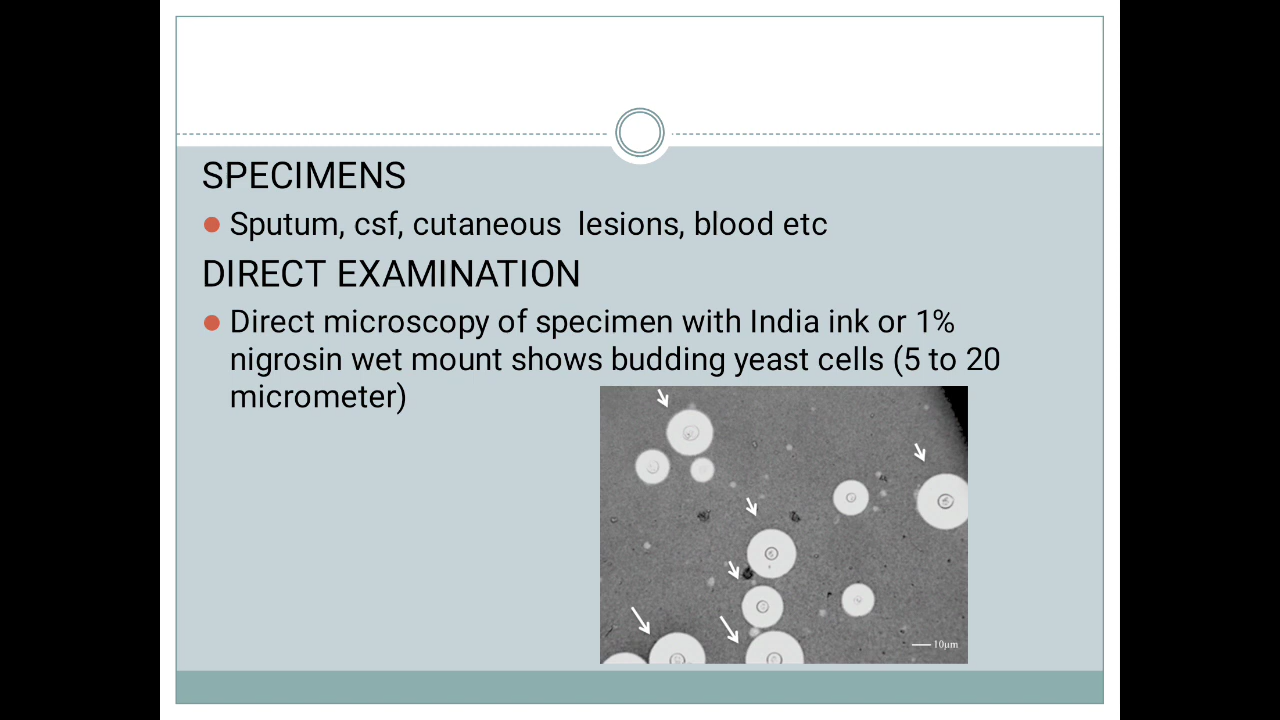 SPECIMENS
Sputum, csf, cutaneous  lesions, blood etc
DIRECT EXAMINATION
Direct microscopy of specimen with India ink or 1%
nigrosin wet mount shows budding yeast cells (5 to 20
micrometer)
10μm